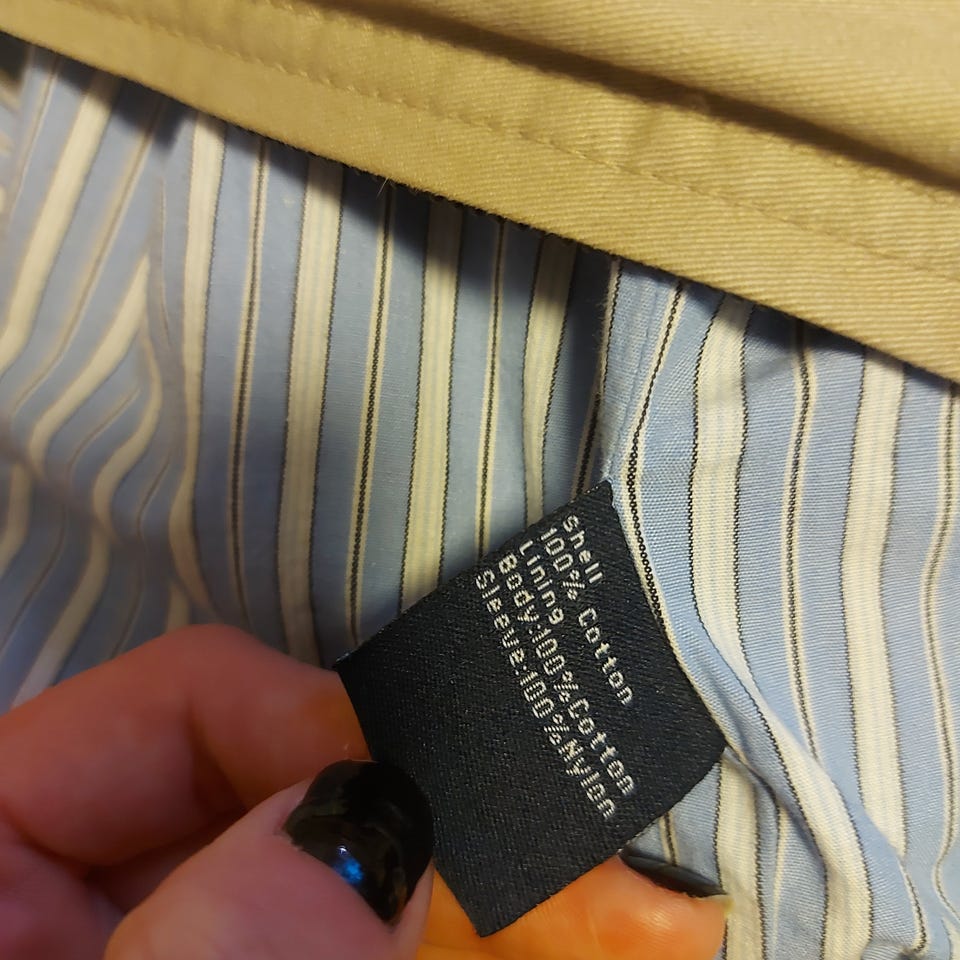 Shell
100% Cotton
Lining
Body:100%Cotton
Sleeve:100%Nylon